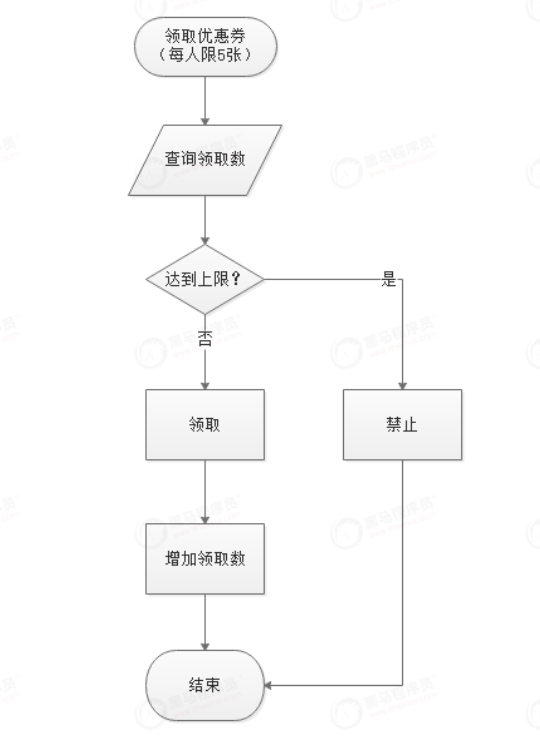 领取优惠券
（每人限5张）
查询领取数
达到上限？
是
否
领取
禁止
增加领取数
结束